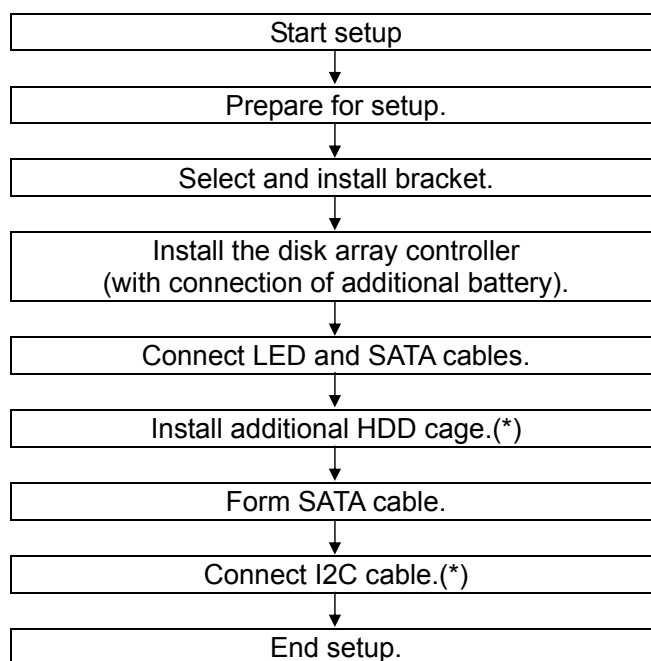 Start setup
Prepare for setup.
Select and install bracket.
Install the disk array controller
(with connection of additional battery).
Connect LED and SATA cables.
Install additional HDD cage.(*)
Form SATA cable.
Connect I2C cable.(*)
End setup.